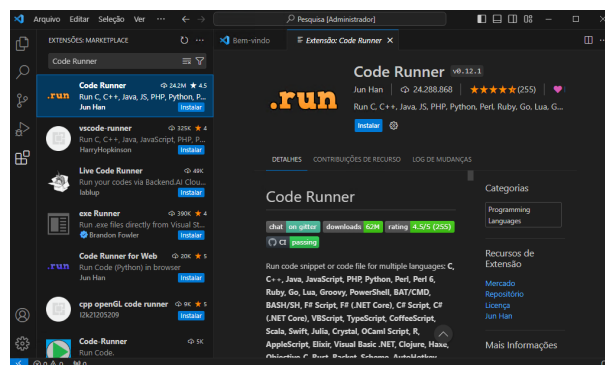 Arquivo Editar Seleção Ver ··· Pesquisa [Administrador]
EXTENSÕES: MARKETPLACE
Bem-vindo
Extensão: Code Runner
Code Runner
Code Runner 24.2M ★ 4.5
Run C, C++, Java, JS, PHP, Python, ...
Jun Han Instalar
vscode-runner 325K ★ 4
Run C, C++, Java, JavaScript, PHP, P...
HarryHopkinson Instalar
Live Code Runner 49K
Run your codes via Backend.AI Clou...
lablup Instalar
exe Runner 390K ★ 4
Run .exe files directly from Visual St...
Brandon Fowler Instalar
Code Runner for Web 20K ★ 5
Run Code (Python) in browser
Jun Han Instalar
cpp openGL code runner 9K ★ 5
l2k21205209 Instalar
Code-Runner 5K
Run Code.
.run
.run
.run
Code Runner v0.12.1
Jun Han 24.288.868 ★★★★★ (255)
Run C, C++, Java, JS, PHP, Python, Perl, Ruby, Go, Lua, G...
Instalar
DETALHES CONTRIBUIÇÕES DE RECURSO LOG DE MUDANÇAS
Code Runner
chat on gitter downloads 62M rating 4.5/5 (255)
CI passing
Run code snippet or code file for multiple languages: C,
C++, Java, JavaScript, PHP, Python, Perl, Perl 6,
Ruby, Go, Lua, Groovy, PowerShell, BAT/CMD,
BASH/SH, F# Script, F# (.NET Core), C# Script, C#
(.NET Core), VBScript, TypeScript, CoffeeScript,
Scala, Swift, Julia, Crystal, OCaml Script, R,
AppleScript, Elixir, Visual Basic .NET, Clojure, Haxe,
Objective-C, Rust, Racket, Scheme, AutoHotkey,
Categorias
Programming
Languages
Recursos de
Extensão
Mercado
Repositório
Licença
Jun Han
Mais Informações